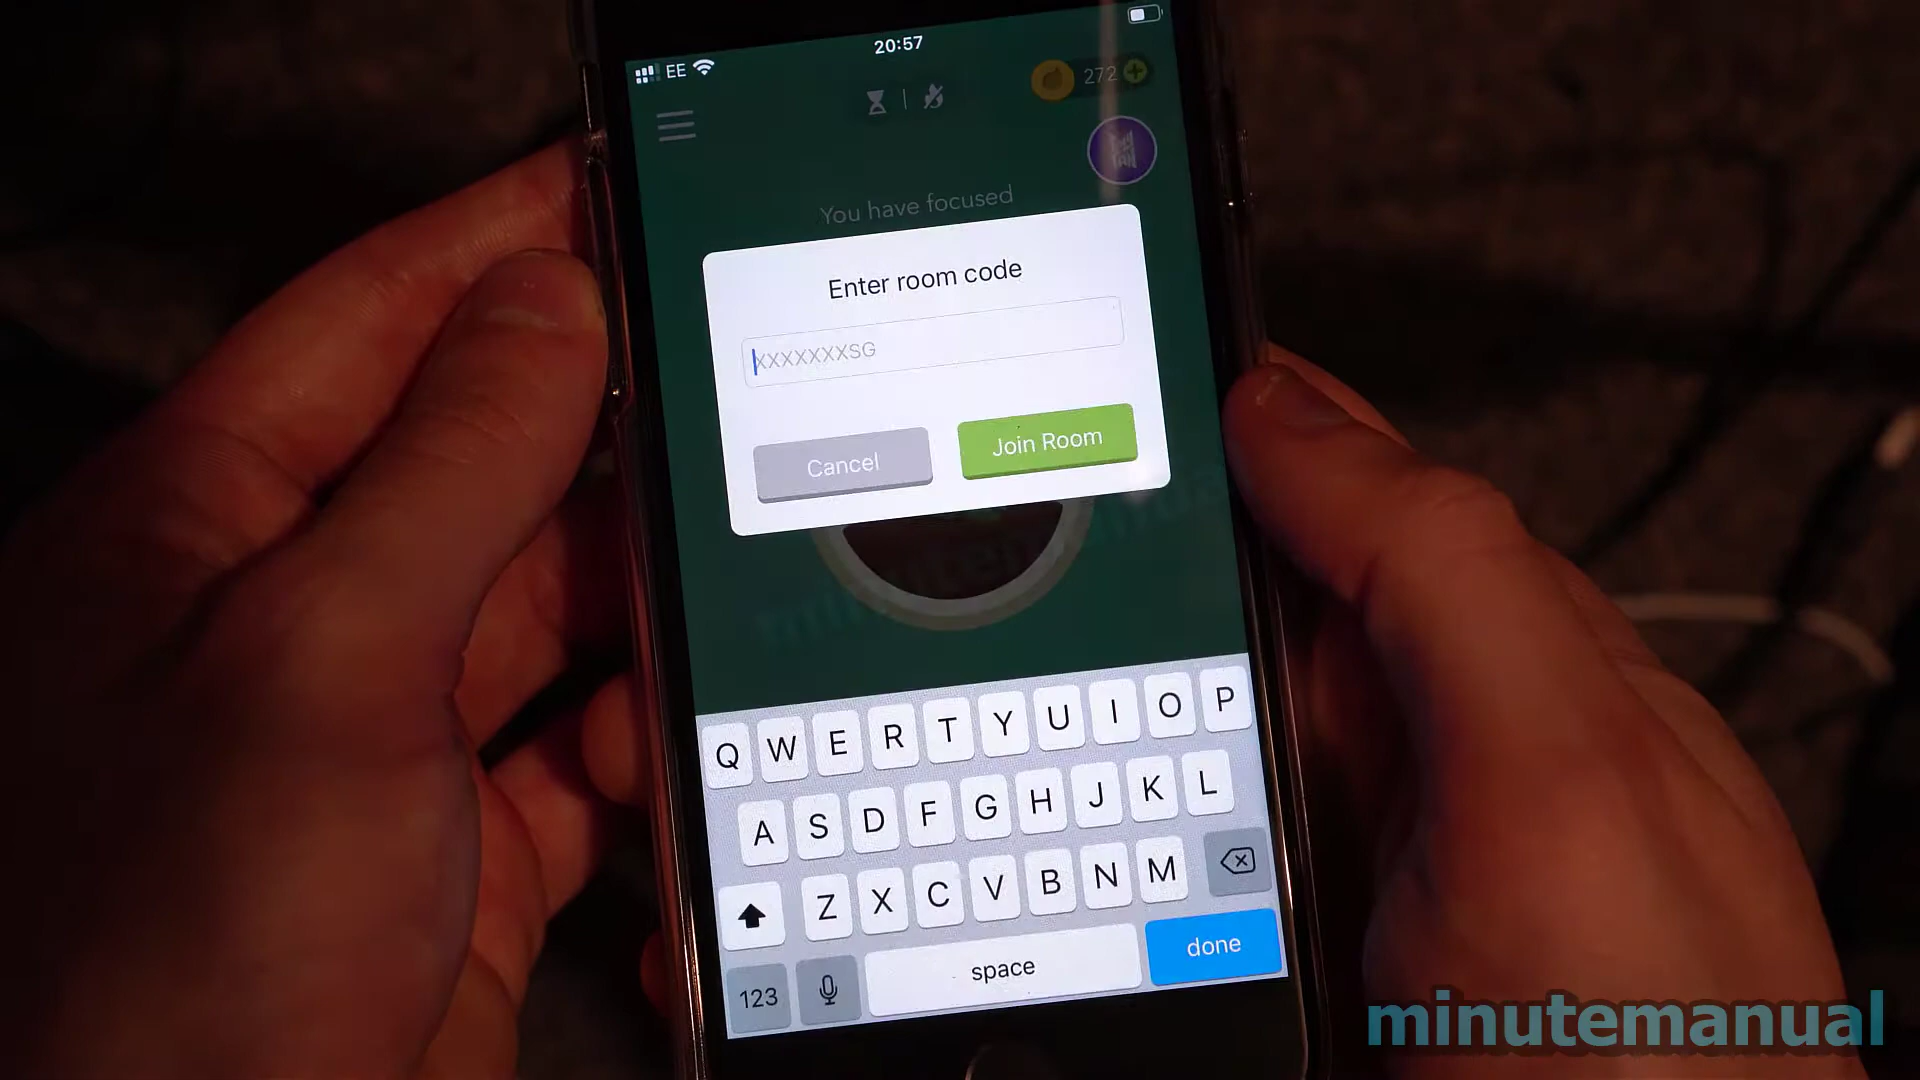 20:57
EE
272
You have focused
Enter room code
XXXXXXXSG
Cancel
Join Room
Q W E R T Y U I O P
A S D F G H J K L
Z X C V B N M
123
space
done
minutemanual